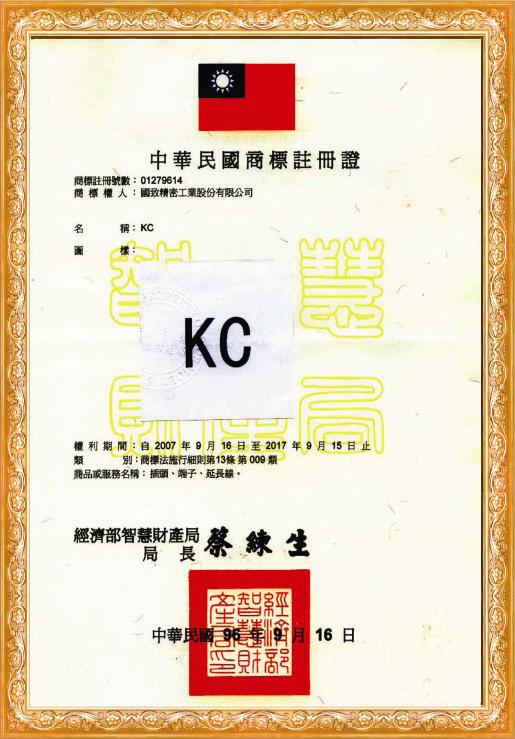 中華民國商標註冊證
商標註冊號數：01279614
商標權人：國致精密工業股份有限公司
名稱：KC
圖樣：
智慧
KC
財產局
權利期間：自 2007 年 9 月 16 日至 2017 年 9 月 15 日止
類別：商標法施行細則第13條 第 009 類
商品或服務名稱：插頭、端子、延長線。
經濟部智慧財產局
局長 蔡練生
經濟部智慧財產局印
中華民國 96 年 9 月 16 日